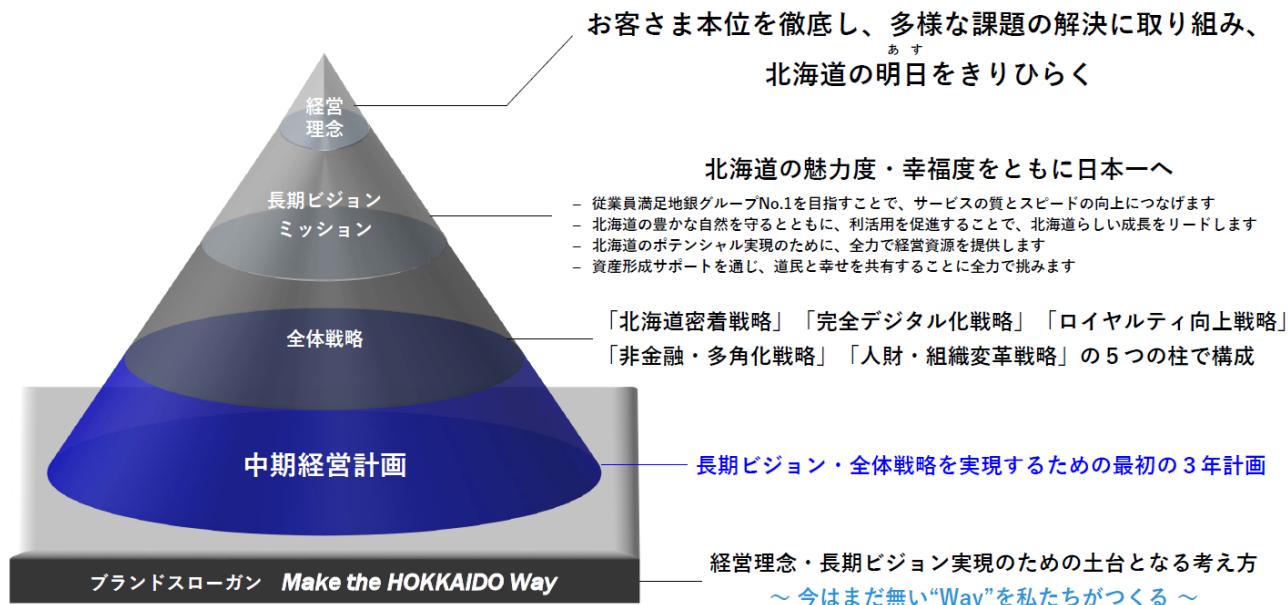 お客さま本位を徹底し、多様な課題の解決に取り組み、
あす
北海道の明日をきりひらく
経営
理念
北海道の魅力度・幸福度をともに日本一へ
– 従業員満足地銀グループNo.1を目指すことで、サービスの質とスピードの向上につなげます
– 北海道の豊かな自然を守るとともに、利活用を促進することで、北海道らしい成長をリードします
– 北海道のポテンシャル実現のために、全力で経営資源を提供します
– 資産形成サポートを通じ、道民と幸せを共有することに全力で挑みます
長期ビジョン
ミッション
「北海道密着戦略」「完全デジタル化戦略」「ロイヤルティ向上戦略」
「非金融・多角化戦略」「人財・組織変革戦略」の5つの柱で構成
全体戦略
中期経営計画
長期ビジョン・全体戦略を実現するための最初の3年計画
ブランドスローガン Make the HOKKAIDO Way
経営理念・長期ビジョン実現のための土台となる考え方
～ 今はまだ無い“Way”を私たちがつくる ～